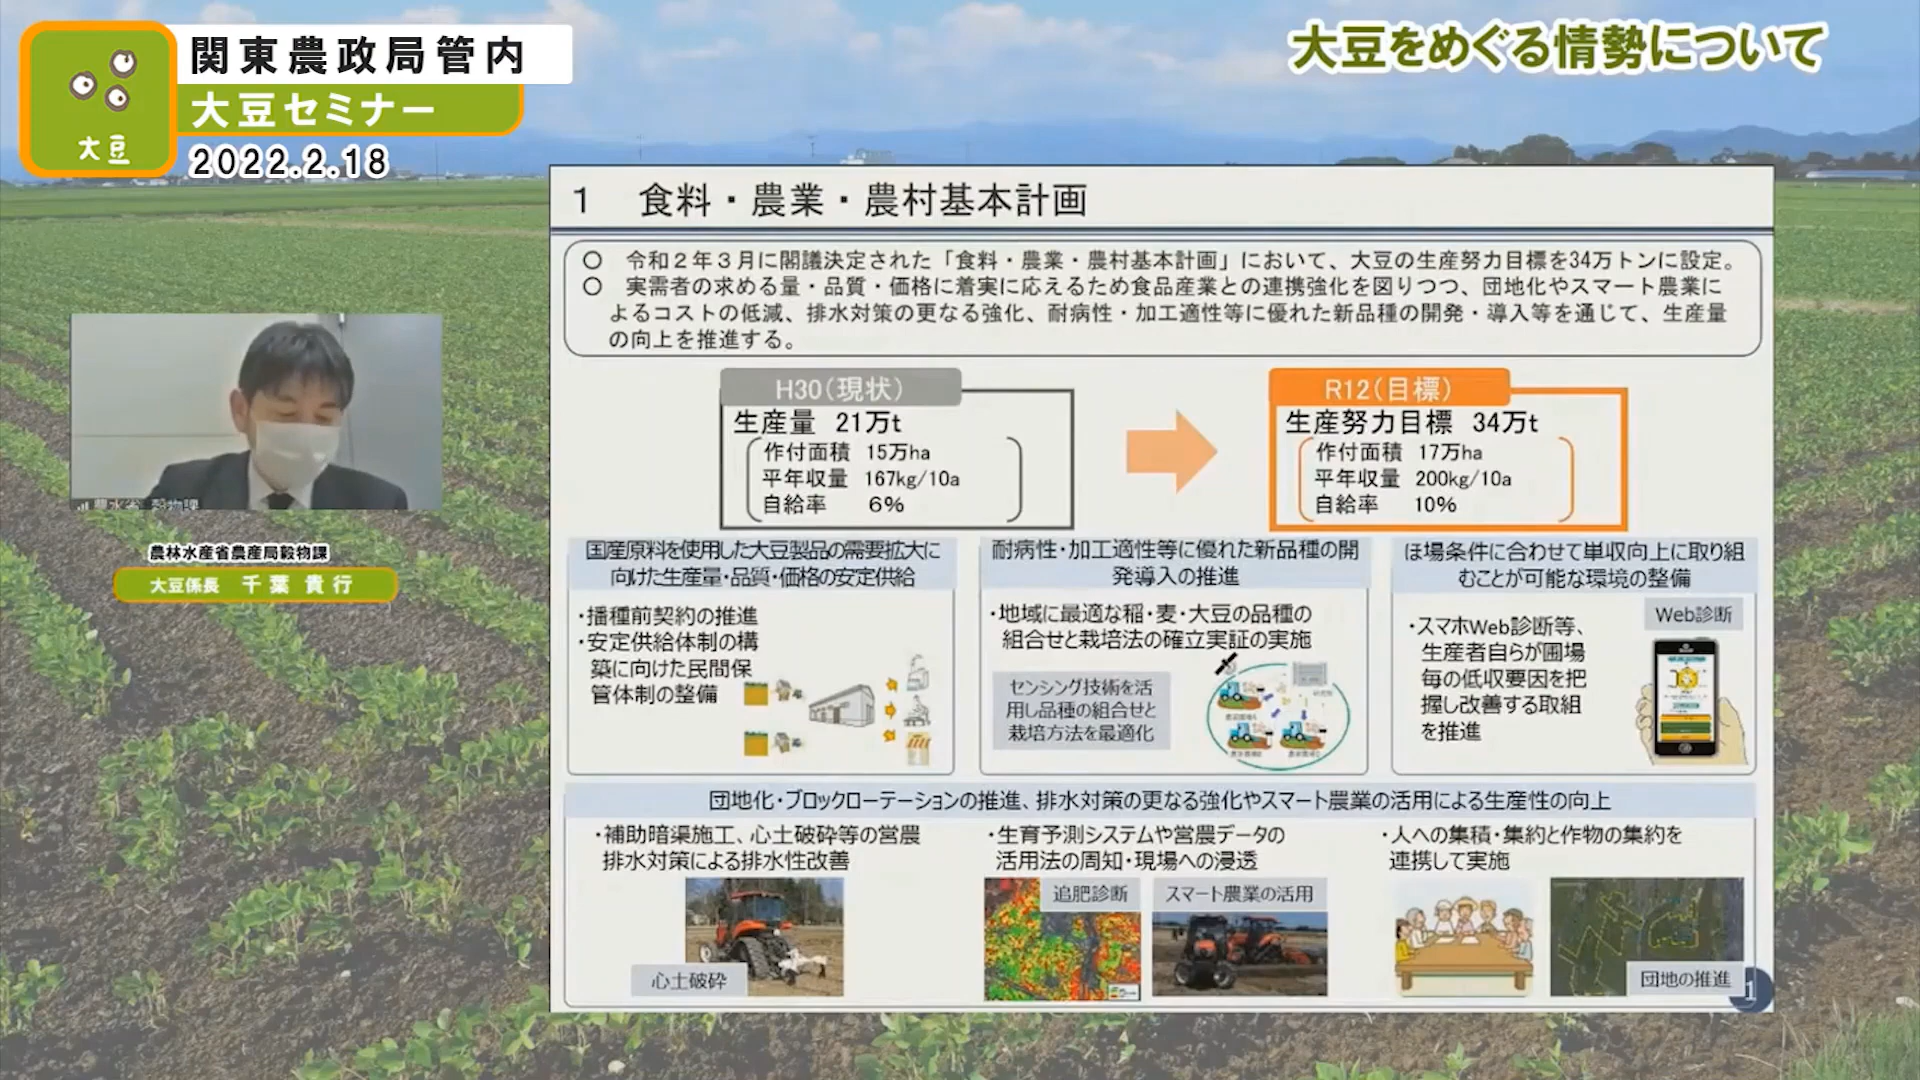 関東農政局管内
大豆セミナー
2022.2.18
大豆
大豆をめぐる情勢について
農林水産省農産局穀物課
大豆係長　千葉 貴行
1　食料・農業・農村基本計画
○　令和２年３月に閣議決定された「食料・農業・農村基本計画」において、大豆の生産努力目標を34万トンに設定。
○　実需者の求める量・品質・価格に着実に応えるため食品産業との連携強化を図りつつ、団地化やスマート農業に
よるコストの低減、排水対策の更なる強化、耐病性・加工適性等に優れた新品種の開発・導入等を通じて、生産量
の向上を推進する。
H30(現状)
生産量　21万t
作付面積　15万ha
平年収量　167kg/10a
自給率　6%
R12(目標)
生産努力目標　34万t
作付面積　17万ha
平年収量　200kg/10a
自給率　10%
国産原料を使用した大豆製品の需要拡大に
向けた生産量・品質・価格の安定供給
・播種前契約の推進
・安定供給体制の構
築に向けた民間保
管体制の整備
耐病性・加工適性等に優れた新品種の開
発導入の推進
・地域に最適な稲・麦・大豆の品種の
組合せと栽培法の確立実証の実施
センシング技術を活
用し品種の組合せと
栽培方法を最適化
ほ場条件に合わせて単収向上に取り組
むことが可能な環境の整備
・スマホWeb診断等、
生産者自らが圃場
毎の低収要因を把
握し改善する取組
を推進
Web診断
団地化・ブロックローテーションの推進、排水対策の更なる強化やスマート農業の活用による生産性の向上
・補助暗渠施工、心土破砕等の営農
排水対策による排水性改善
心土破砕
・生育予測システムや営農データの
活用法の周知・現場への浸透
追肥診断
スマート農業の活用
・人への集積・集約と作物の集約を
連携して実施
団地の推進
1